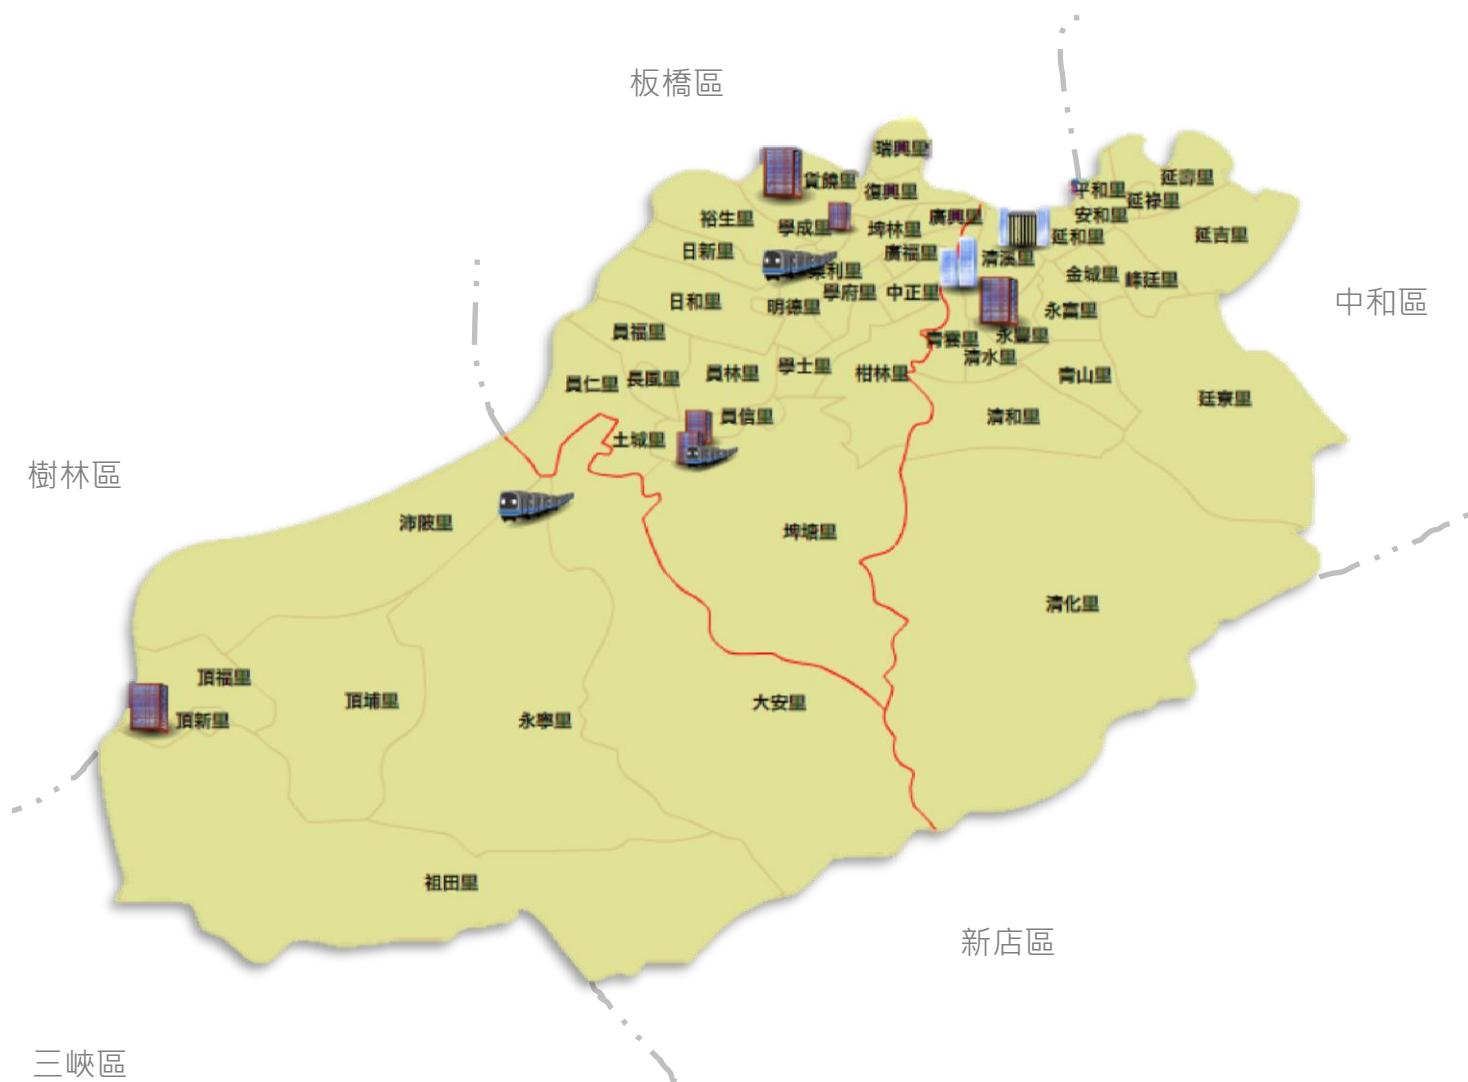 板橋區
瑞興里
貨饒里
復興里
延壽里
平和里
延祿里
裕生里
學成里
埤林里
廣興里
安和里
延和里
延吉里
日新里
廣福里
清溪里
樂利里
學府里
中正里
金城里
峰廷里
中和區
日和里
明德里
永富里
員福里
青雲里
永豐里
清水里
員仁里
長風里
員林里
學士里
柑林里
青山里
廷寮里
員信里
清和里
土城里
樹林區
沛陂里
埤塘里
清化里
頂福里
頂新里
頂埔里
永寧里
大安里
祖田里
新店區
三峽區